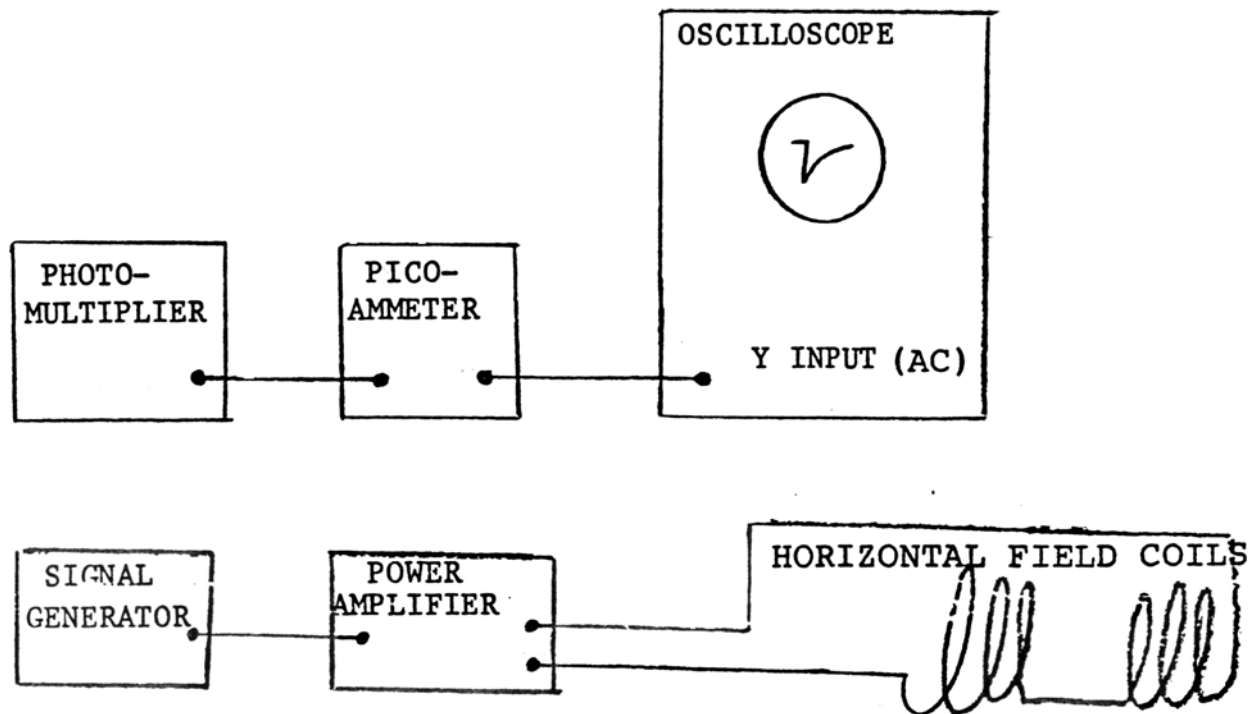 OSCILLOSCOPE
PHOTO-
MULTIPLIER
PICO-
AMMETER
Y INPUT (AC)
SIGNAL
GENERATOR
POWER
AMPLIFIER
HORIZONTAL FIELD COILS